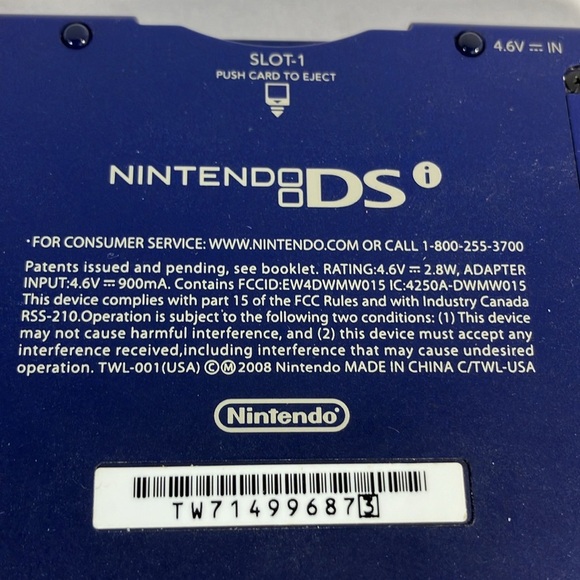 SLOT-1
PUSH CARD TO EJECT
4.6V ⎓ IN
NINTENDO DS i
·FOR CONSUMER SERVICE: WWW.NINTENDO.COM OR CALL 1-800-255-3700
Patents issued and pending, see booklet. RATING:4.6V ⎓ 2.8W, ADAPTER
INPUT:4.6V ⎓ 900mA. Contains FCCID:EW4DWMW015 IC:4250A-DWMW015
This device complies with part 15 of the FCC Rules and with Industry Canada
RSS-210.Operation is subject to the following two conditions: (1) This device
may not cause harmful interference, and (2) this device must accept any
interference received,including interference that may cause undesired
operation. TWL-001(USA) ©Ⓜ2008 Nintendo MADE IN CHINA C/TWL-USA
Nintendo®
TW714996873